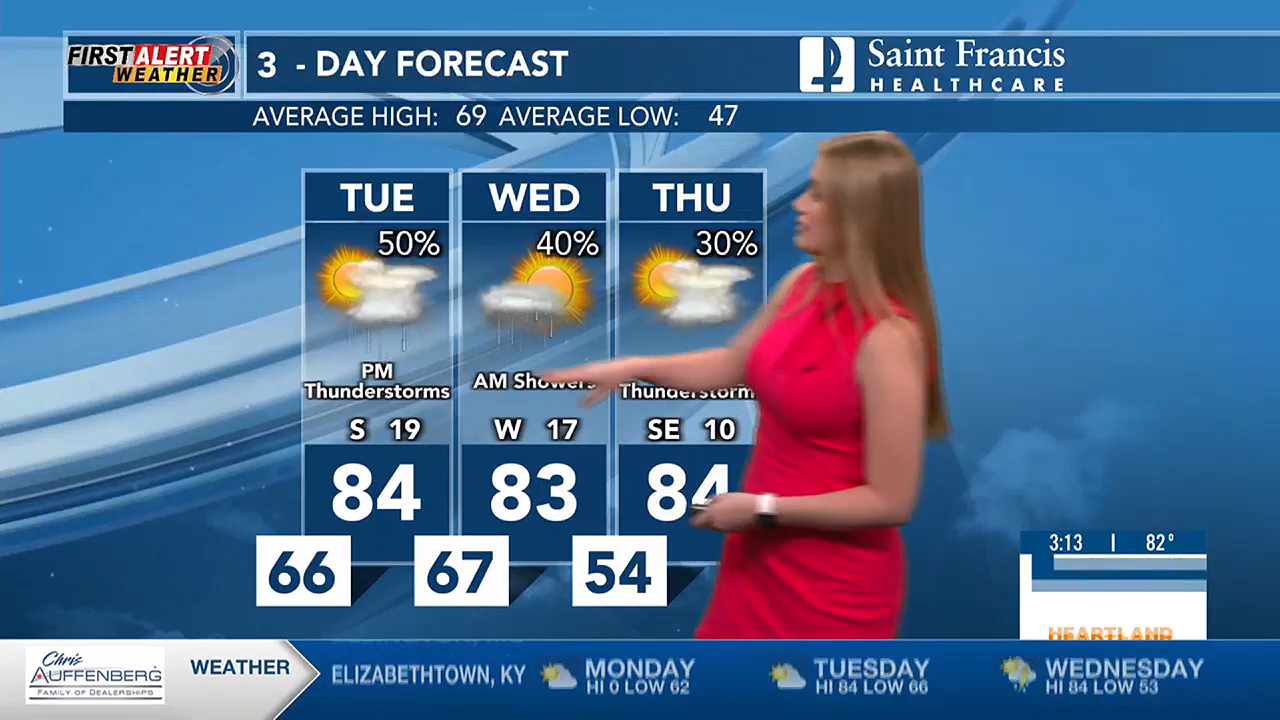 FIRST ALERT
WEATHER
3 - DAY FORECAST
Saint Francis
HEALTHCARE
AVERAGE HIGH: 69 AVERAGE LOW: 47
TUE WED THU
50% 40% 30%
PM
Thunderstorms
AM Showers
Thunderstorm
S 19 W 17 SE 10
84 83 84
66 67 54
3:13 | 82°
HEARTLAND
Chris
AUFFENBERG
FAMILY OF DEALERSHIPS
WEATHER
ELIZABETHTOWN, KY
MONDAY
HI 0 LOW 62
TUESDAY
HI 84 LOW 66
WEDNESDAY
HI 84 LOW 53